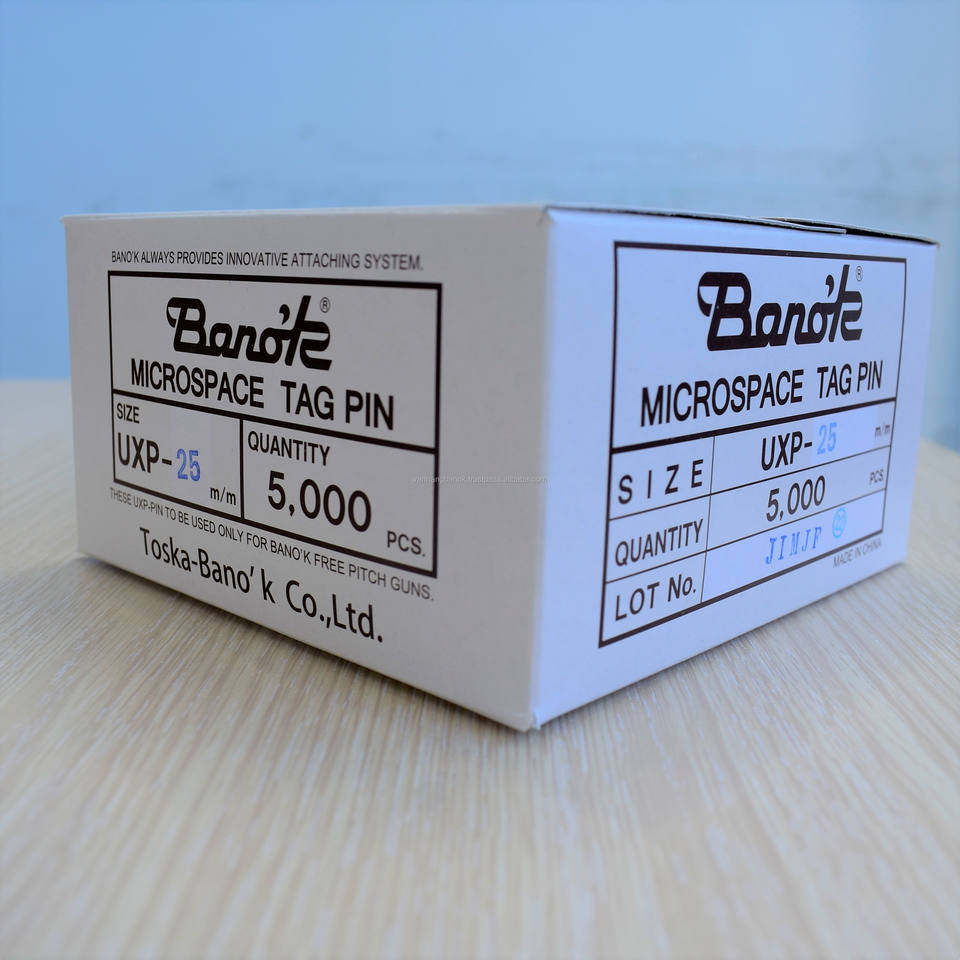 BANO'K ALWAYS PROVIDES INNOVATIVE ATTACHING SYSTEM.
Bano'k®
MICROSPACE TAG PIN
SIZE
UXP-25 m/m
QUANTITY
5,000 PCS.
THESE UXP-PIN TO BE USED ONLY FOR BANO'K FREE PITCH GUNS.
Toska-Bano'k Co.,Ltd.
Bano'k®
MICROSPACE TAG PIN
SIZE UXP-25 m/m
QUANTITY 5,000 PCS
LOT No. JIMJF
MADE IN CHINA